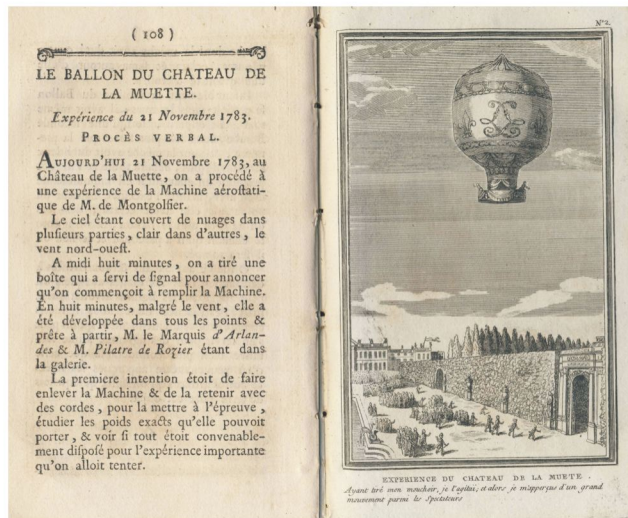 ( 108 )
LE BALLON DU CHÂTEAU DE
LA MUETTE.
Expérience du 21 Novembre 1783.
PROCÈS VERBAL.
AUJOURD'HUI 21 Novembre 1783, au
Château de la Muette, on a procédé à
une expérience de la Machine aéroſtati-
que de M. de Montgolfier.
Le ciel étant couvert de nuages dans
pluſieurs parties, clair dans d'autres, le
vent nord-oueſt.
A midi huit minutes, on a tiré une
boîte qui a ſervi de ſignal pour annoncer
qu'on commençoit à remplir la Machine.
En huit minutes, malgré le vent, elle a
été développée dans tous les points &
prête à partir, M. le Marquis d'Arlan-
des & M. Pilatre de Rozier étant dans
la galerie.
La premiere intention étoit de faire
enlever la Machine & de la retenir avec
des cordes, pour la mettre à l'épreuve,
étudier les poids exacts qu'elle pouvoit
porter, & voir ſi tout étoit convenable-
ment diſpoſé pour l'expérience importante
qu'on alloit tenter.
N.º 2.
EXPERIENCE DU CHATEAU DE LA MUETE.
Ayant tiré mon mouchoir, je l'agitai; et alors je m'apperçus d'un grand
mouvement parmi les Spectateurs